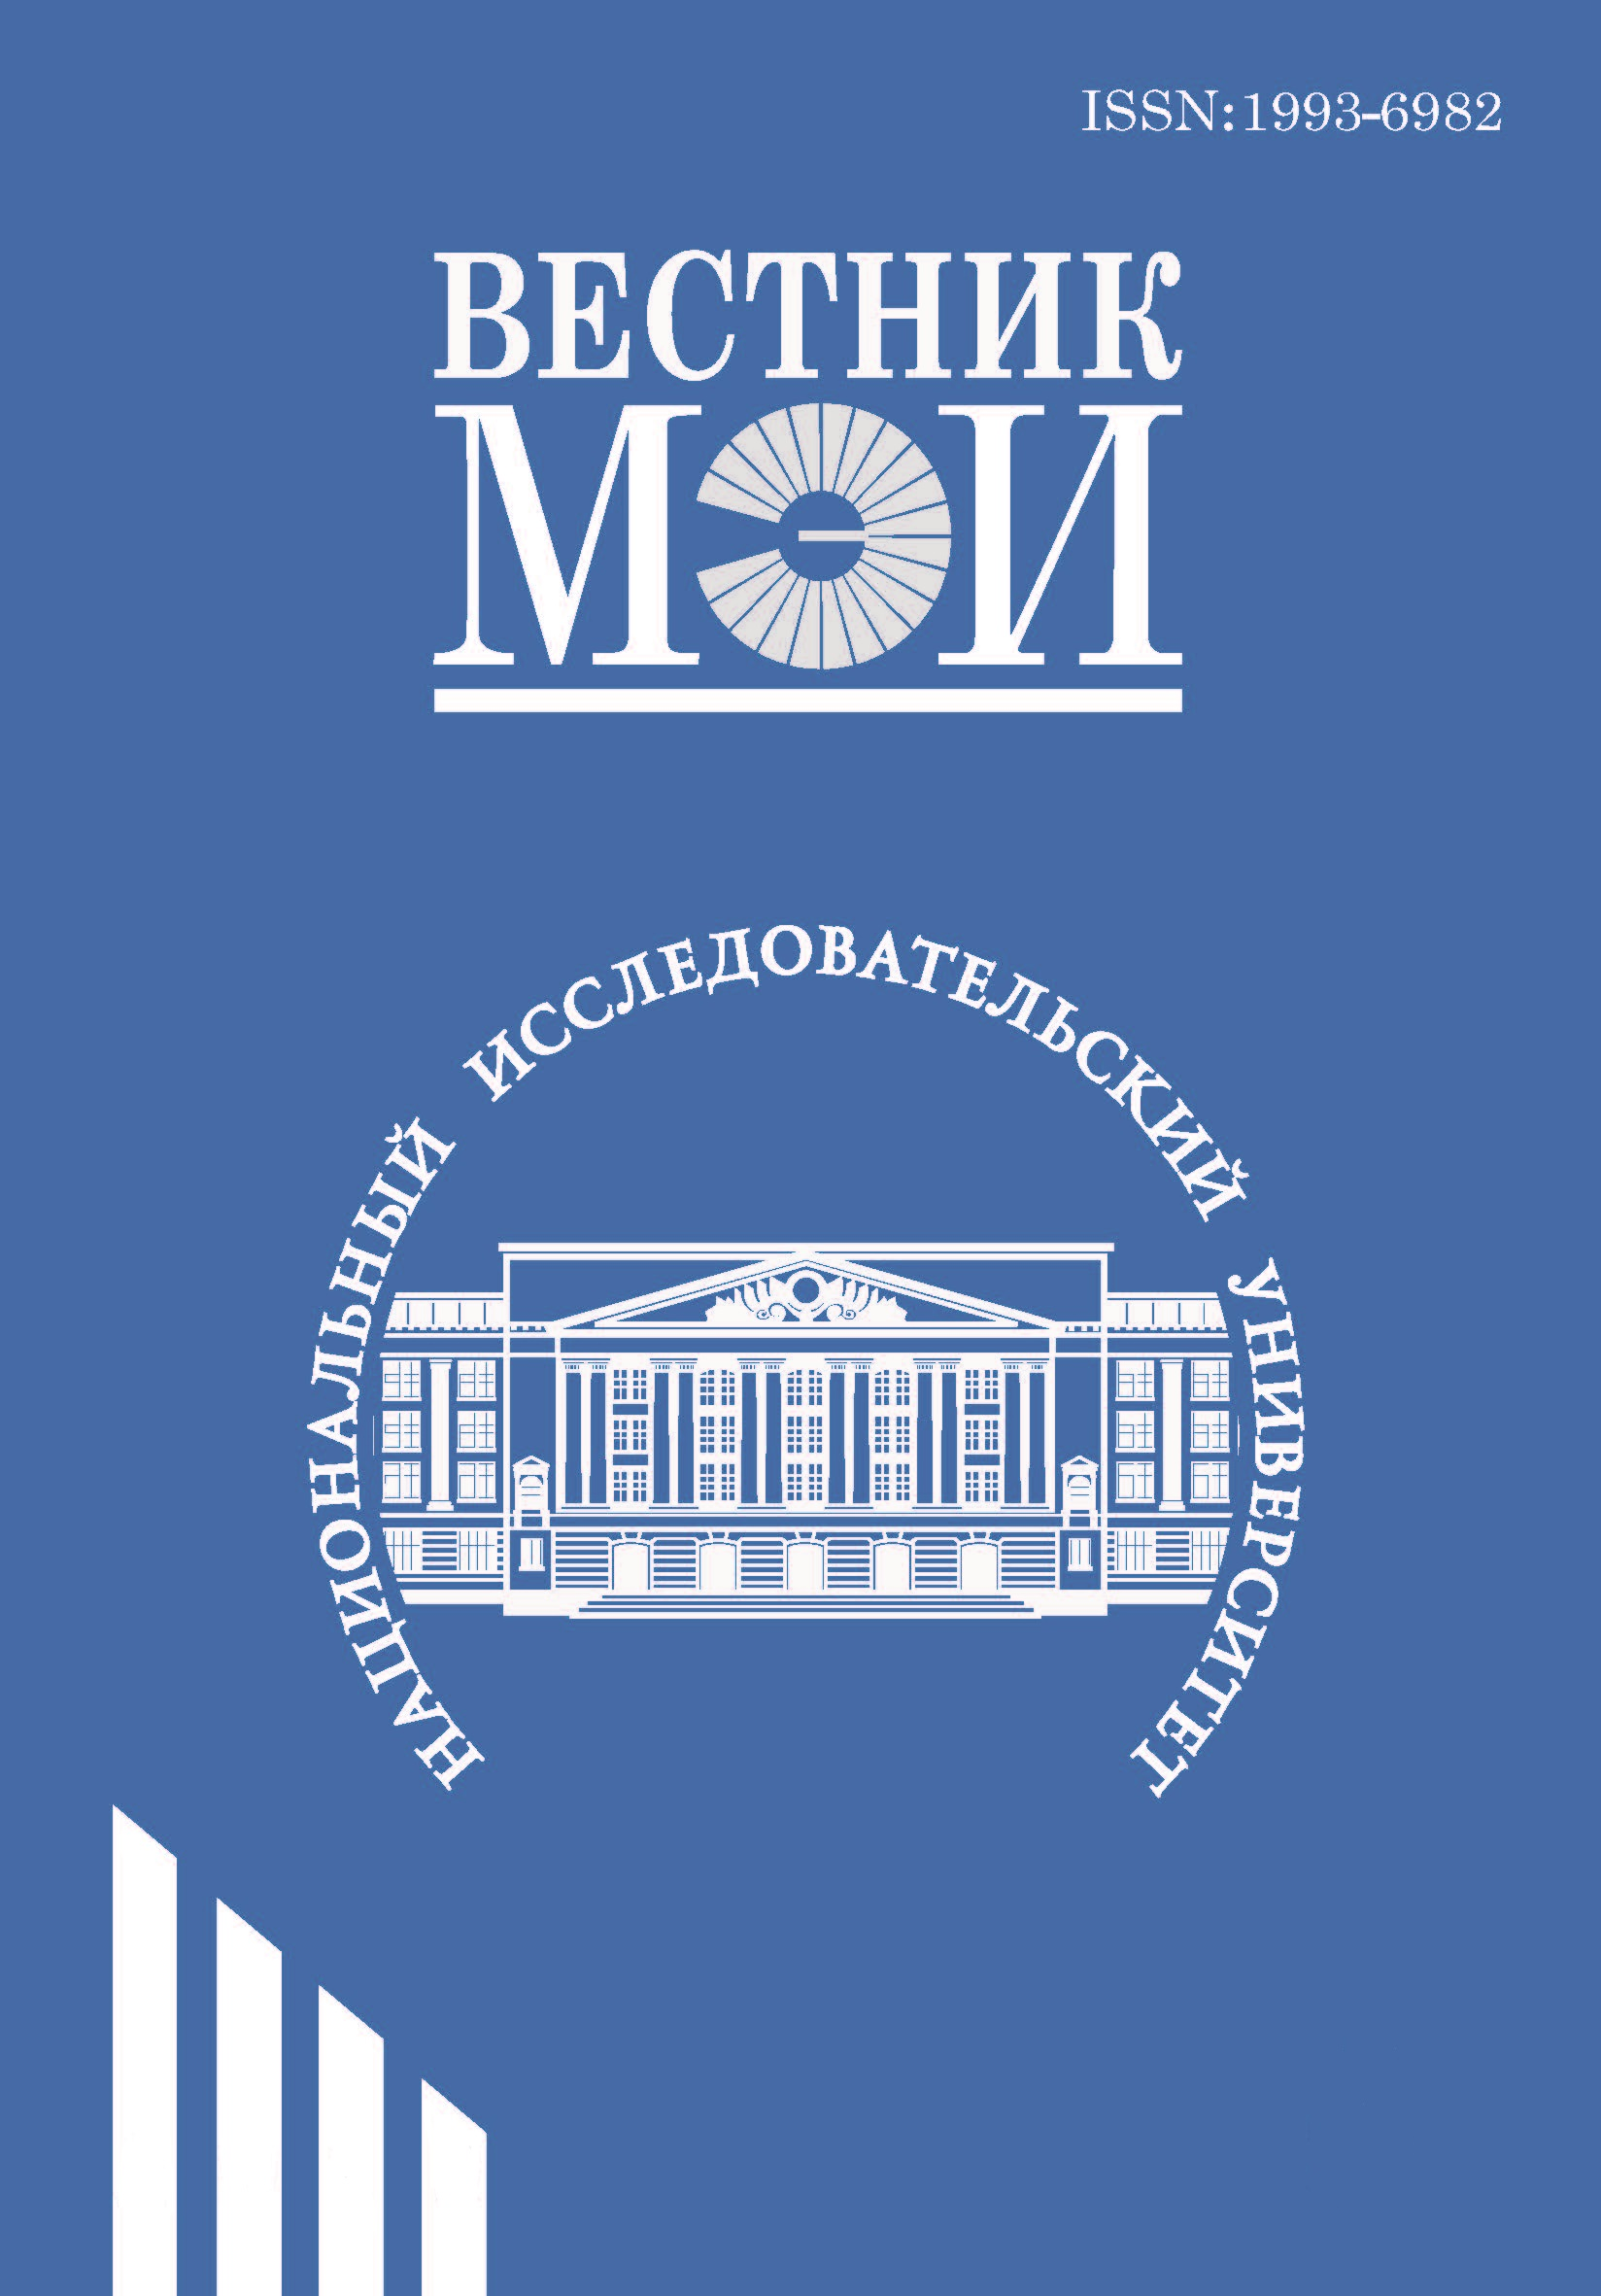 ISSN:1993-6982
ВЕСТНИК
МЭИ
НАЦИОНАЛЬНЫЙ ИССЛЕДОВАТЕЛЬСКИЙ УНИВЕРСИТЕТ